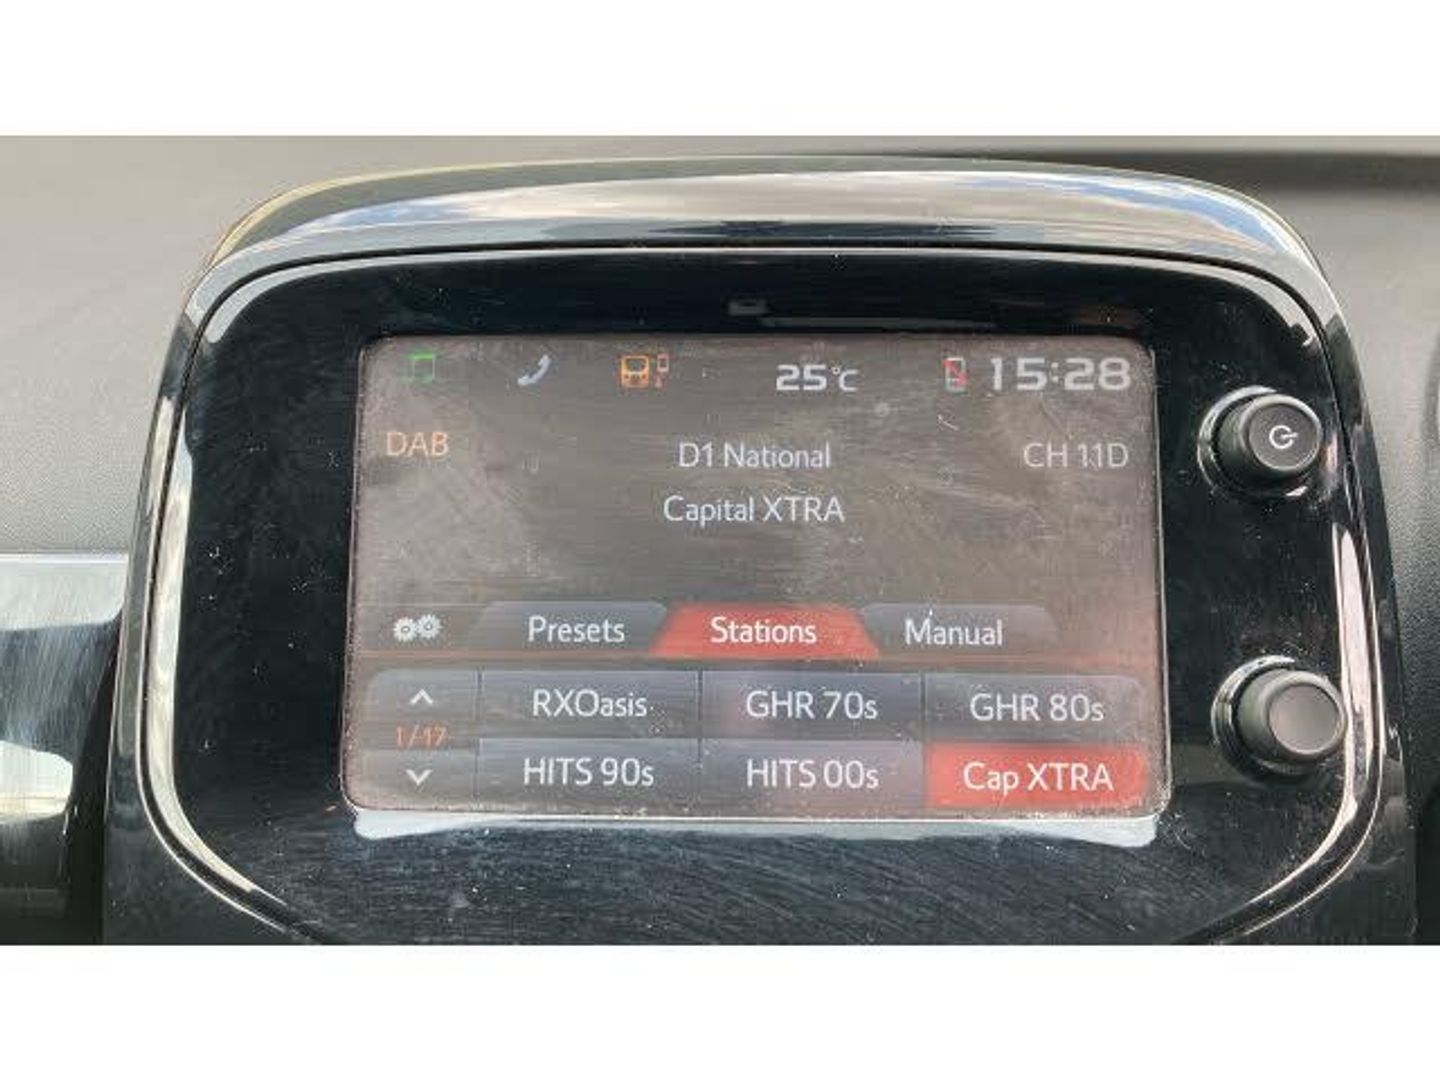 25°C 15:28
DAB D1 National CH 11D
Capital XTRA
Presets Stations Manual
RXOasis GHR 70s GHR 80s
1/17
HITS 90s HITS 00s Cap XTRA